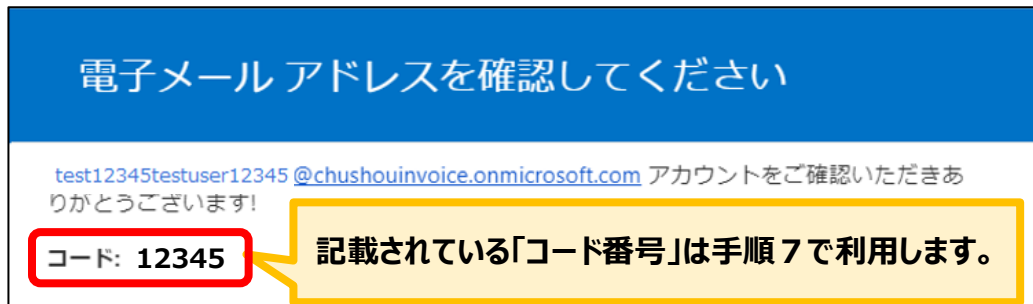 電子メール アドレスを確認してください
test12345testuser12345 @chushouinvoice.onmicrosoft.com アカウントをご確認いただきあ
りがとうございます!
コード: 12345
記載されている「コード番号」は手順７で利用します。